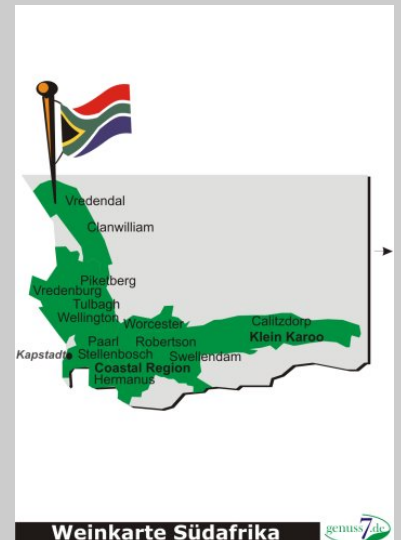 Vredendal
Clanwilliam
Piketberg
Vredenburg
Tulbagh
Wellington
Worcester
Calitzdorp
Klein Karoo
Paarl
Robertson
Kapstadt
Stellenbosch
Swellendam
Coastal Region
Hermanus
Weinkarte Südafrika
genuss7.de